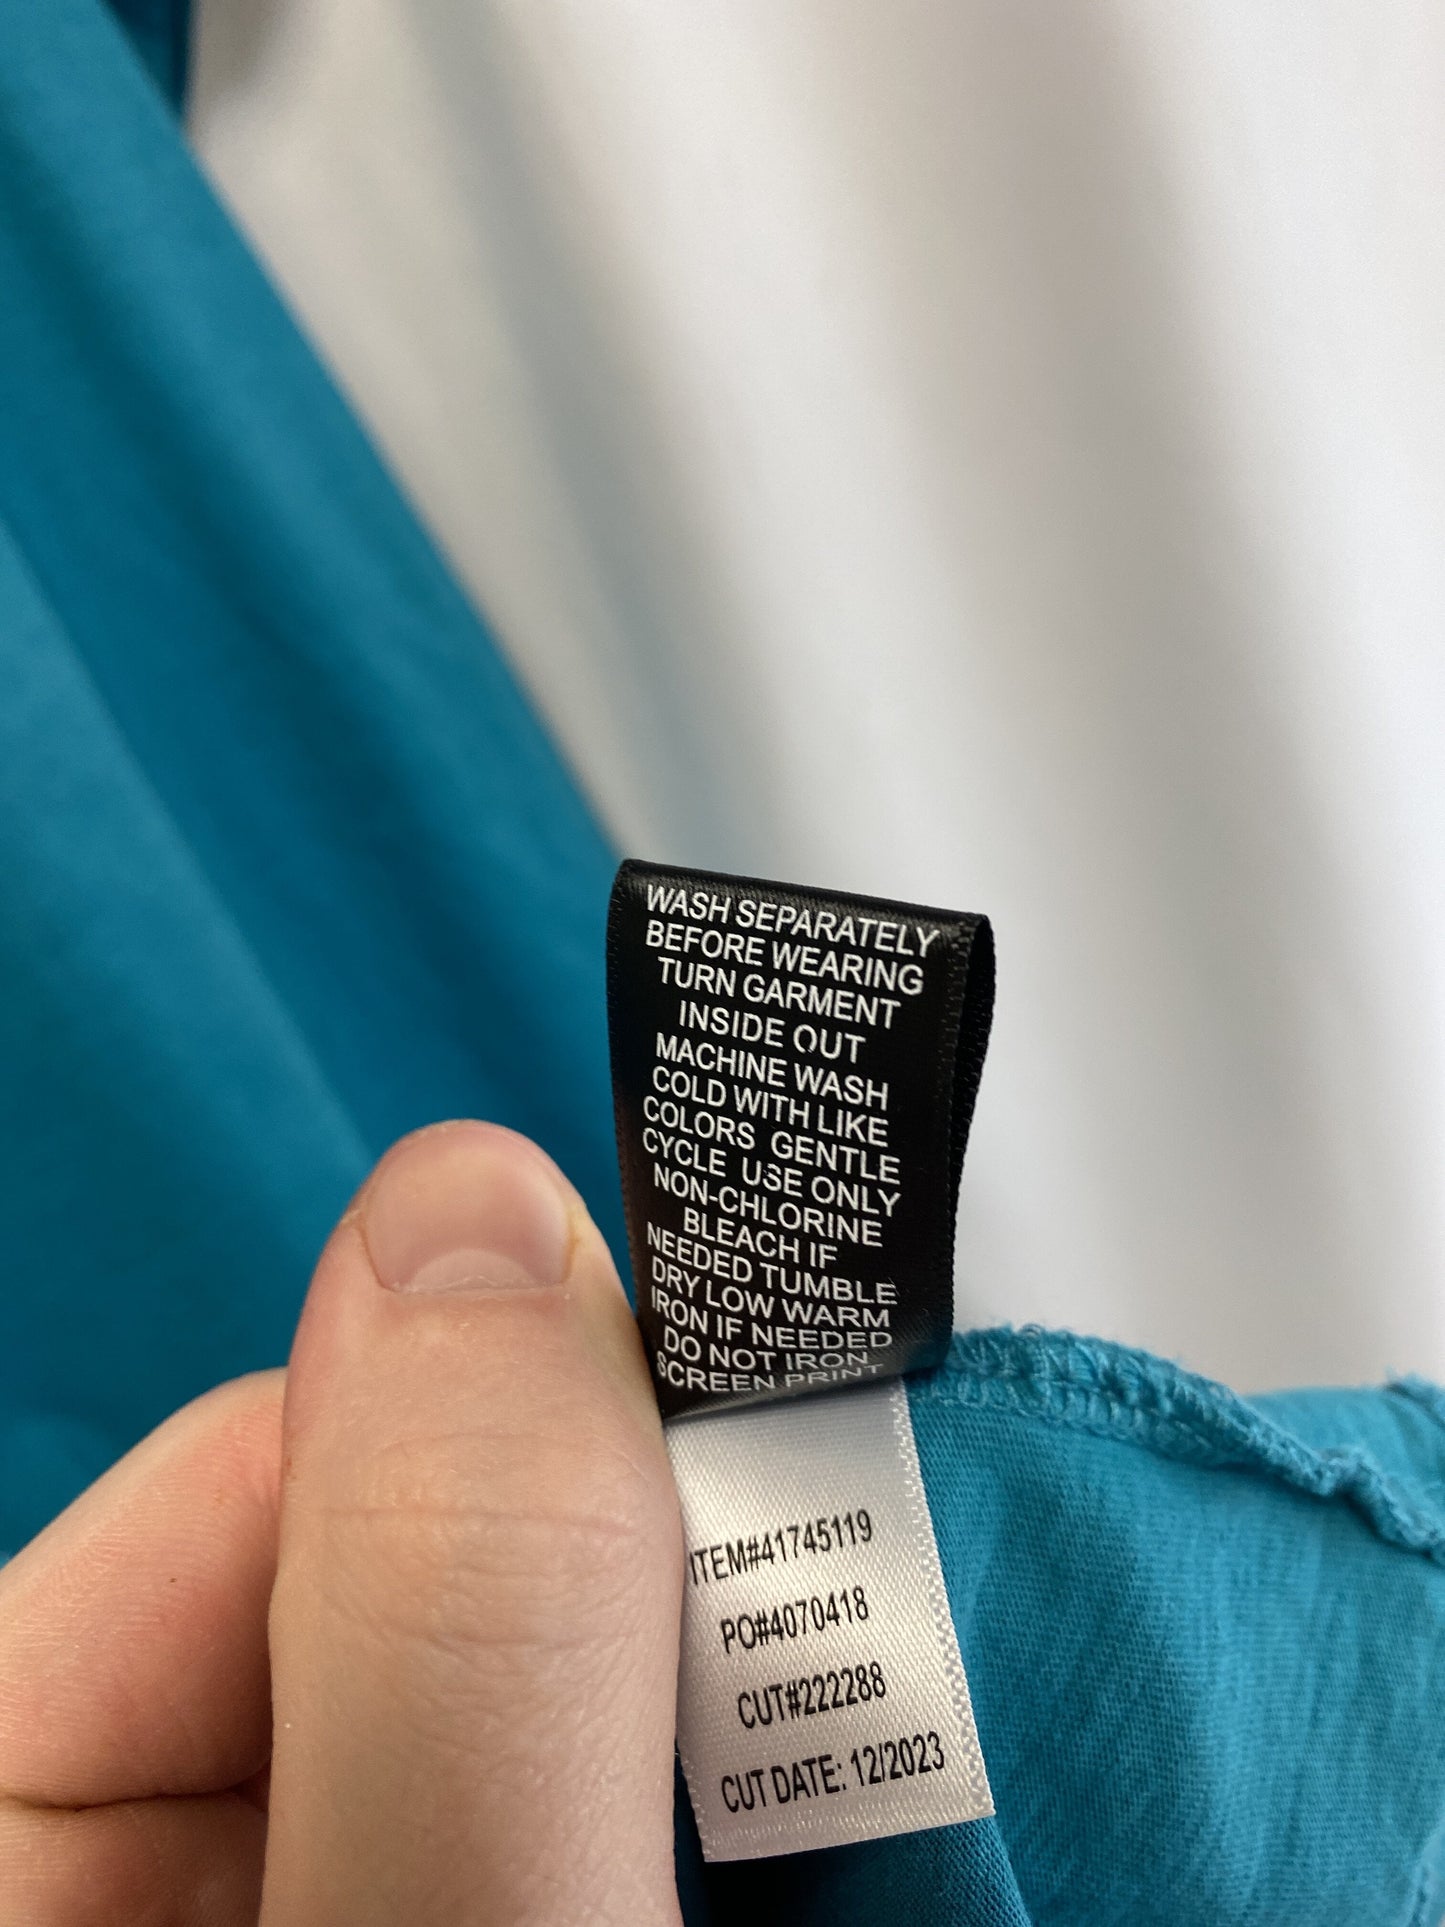 WASH SEPARATELY
BEFORE WEARING
TURN GARMENT
INSIDE OUT
MACHINE WASH
COLD WITH LIKE
COLORS GENTLE
CYCLE USE ONLY
NON-CHLORINE
BLEACH IF
NEEDED TUMBLE
DRY LOW WARM
IRON IF NEEDED
DO NOT IRON
SCREEN PRINT
ITEM#41745119
PO#4070418
CUT#222288
CUT DATE: 12/2023